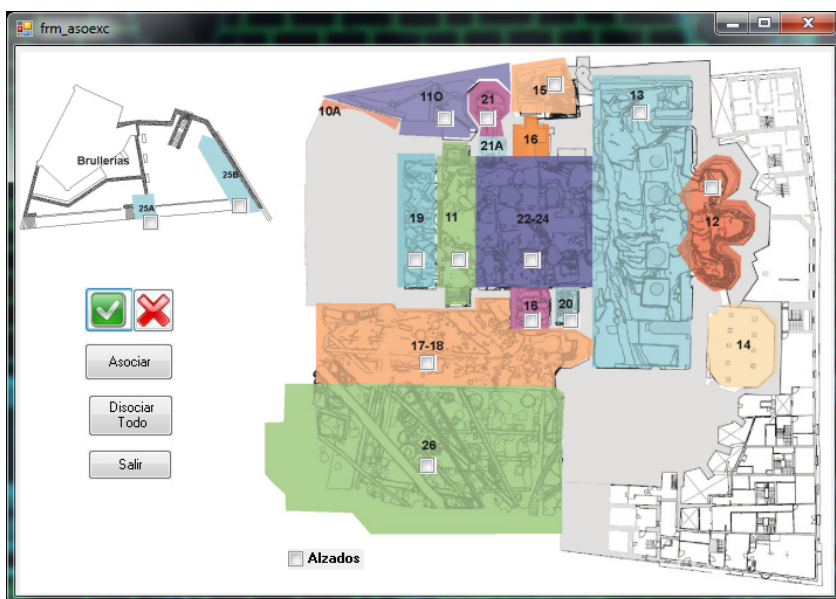 frm_asoexc
Brullerías
25B
25A
10A
11O
21
15
13
21A
16
19
11
22-24
12
16
20
17-18
14
26
Asociar
Disociar
Todo
Salir
Alzados